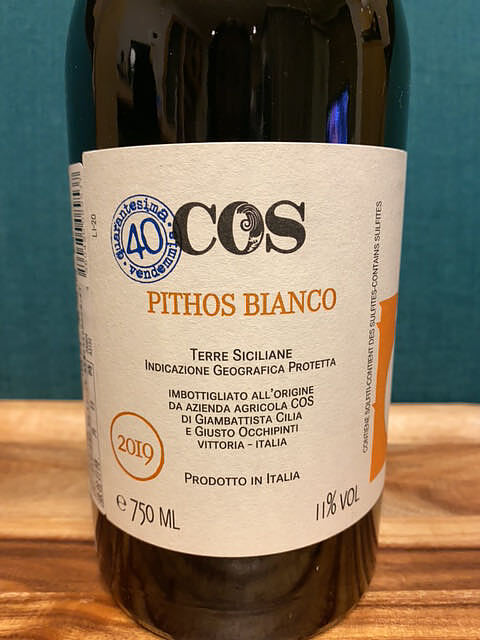 quarantesima
40
vendemmia
COS
PITHOS BIANCO
TERRE SICILIANE
INDICAZIONE GEOGRAFICA PROTETTA
IMBOTTIGLIATO ALL'ORIGINE
DA AZIENDA AGRICOLA COS
DI GIAMBATTISTA CILIA
E GIUSTO OCCHIPINTI
VITTORIA - ITALIA
2019
PRODOTTO IN ITALIA
e 750 ML
11% VOL
L1-20
CONTIENE SOLFITI-CONTIENT DES SULFITES-CONTAINS SULFITES